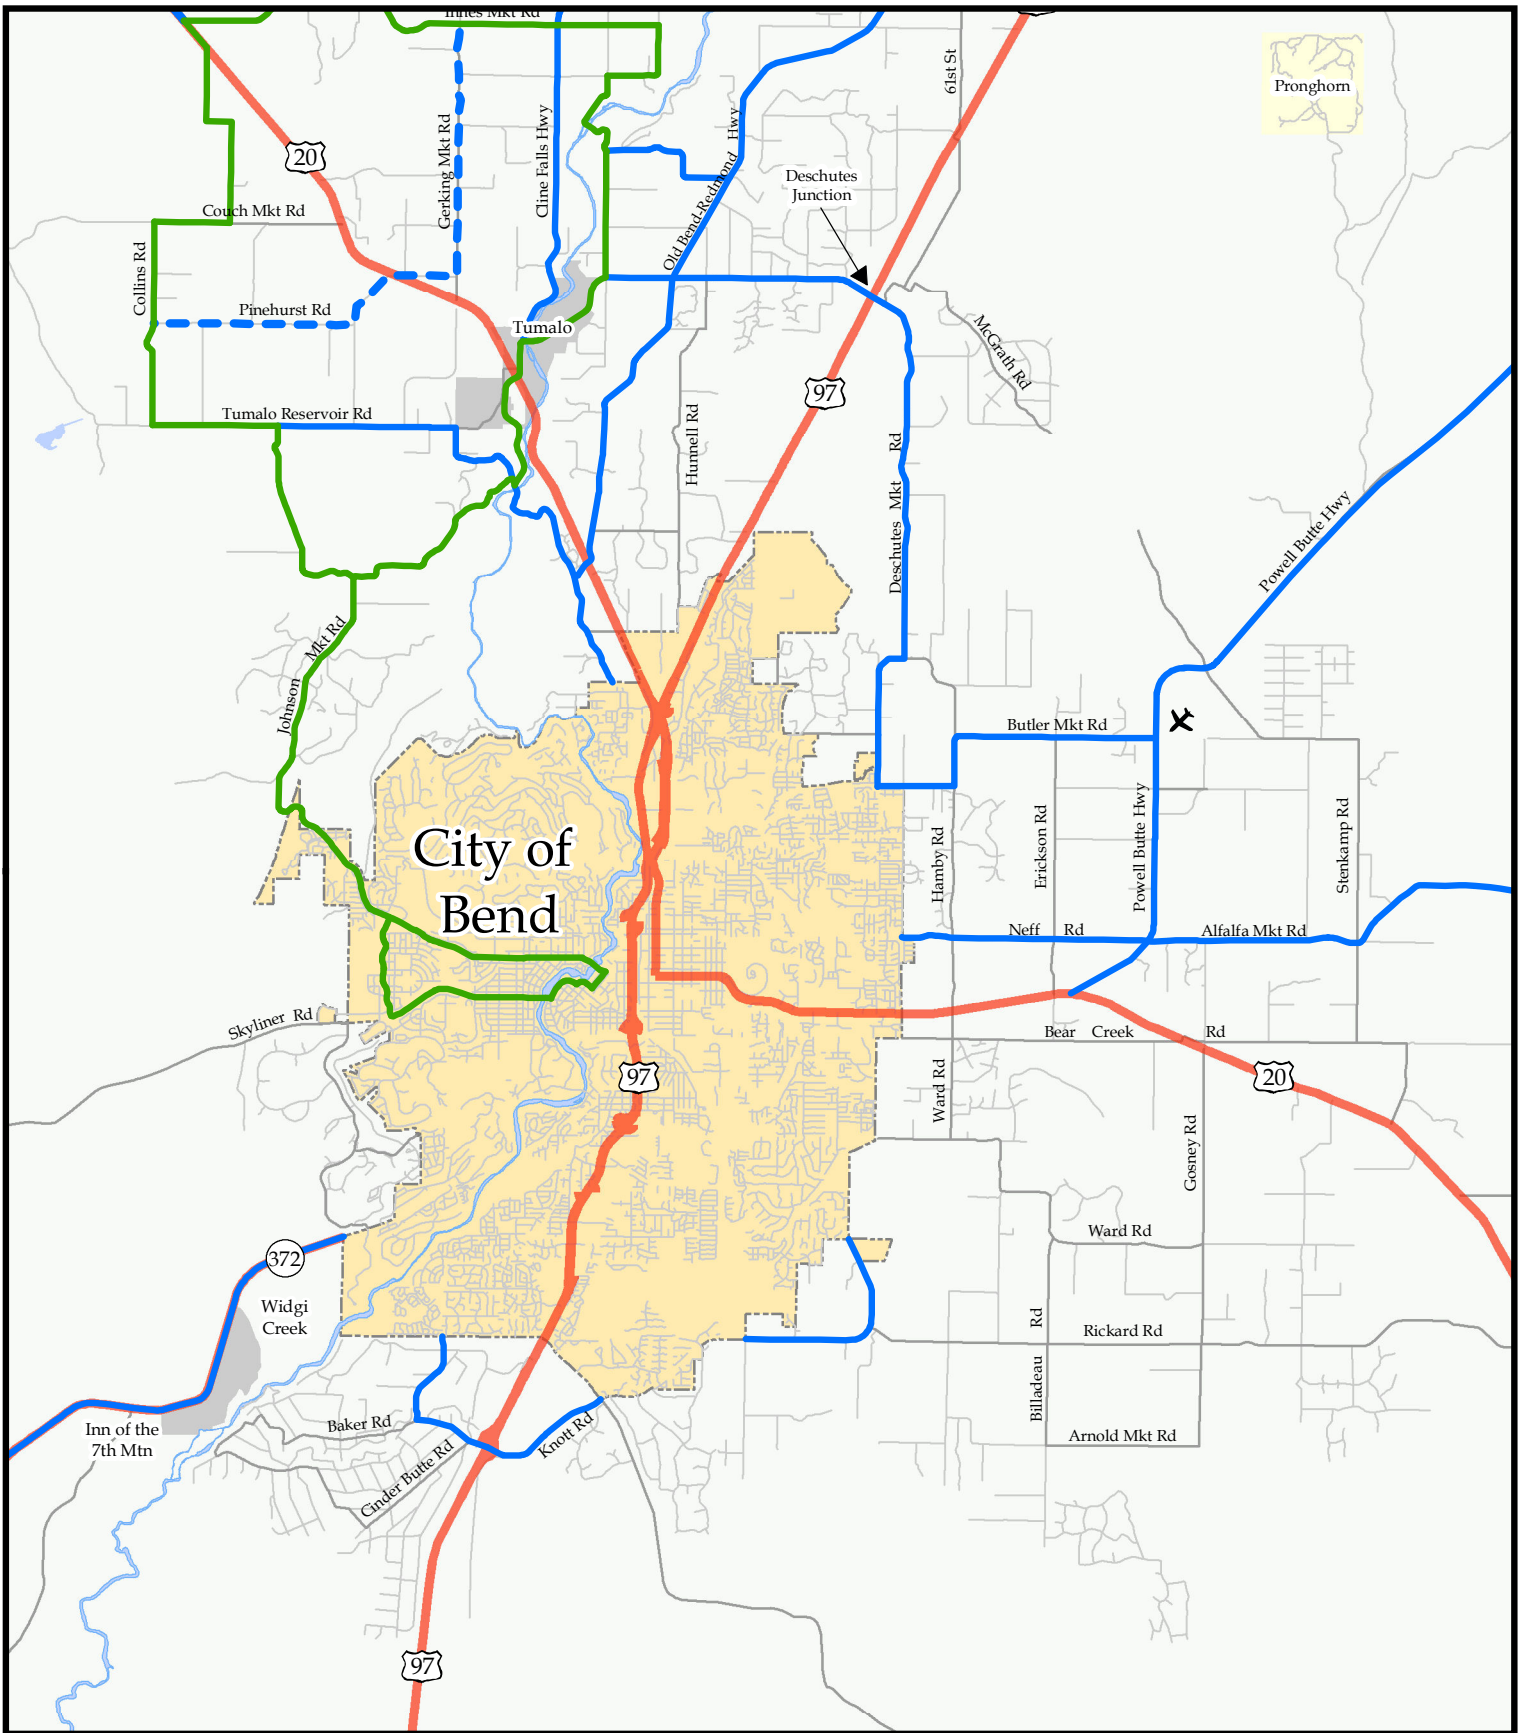 Innes Mkt Rd
61st St
Pronghorn
20
Gerking Mkt Rd
Cline Falls Hwy
Old Bend-Redmond Hwy
Deschutes
Junction
Couch Mkt Rd
Collins Rd
Pinehurst Rd
Tumalo
McGrath Rd
97
Tumalo Reservoir Rd
Hunnell Rd
Deschutes Mkt Rd
Powell Butte Hwy
Johnson Mkt Rd
Butler Mkt Rd
City of
Bend
Hamby Rd
Erickson Rd
Powell Butte Hwy
Stenkamp Rd
Neff Rd
Alfalfa Mkt Rd
Skyliner Rd
Bear Creek Rd
97
Ward Rd
20
Gosney Rd
Ward Rd
372
Widgi
Creek
Billadeau Rd
Rickard Rd
Inn of the
7th Mtn
Baker Rd
Cinder Butte Rd
Knott Rd
Arnold Mkt Rd
97